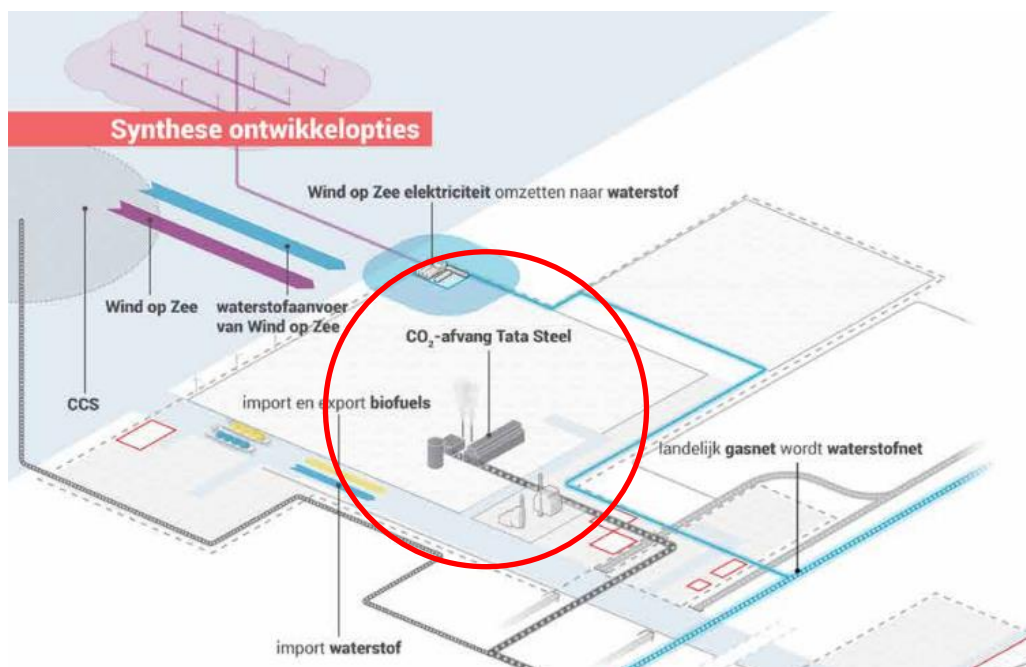 Synthese ontwikkelopties
Wind op Zee elektriciteit omzetten naar waterstof
Wind op Zee
waterstofaanvoer
van Wind op Zee
CO₂-afvang Tata Steel
CCS
import en export biofuels
landelijk gasnet wordt waterstofnet
import waterstof